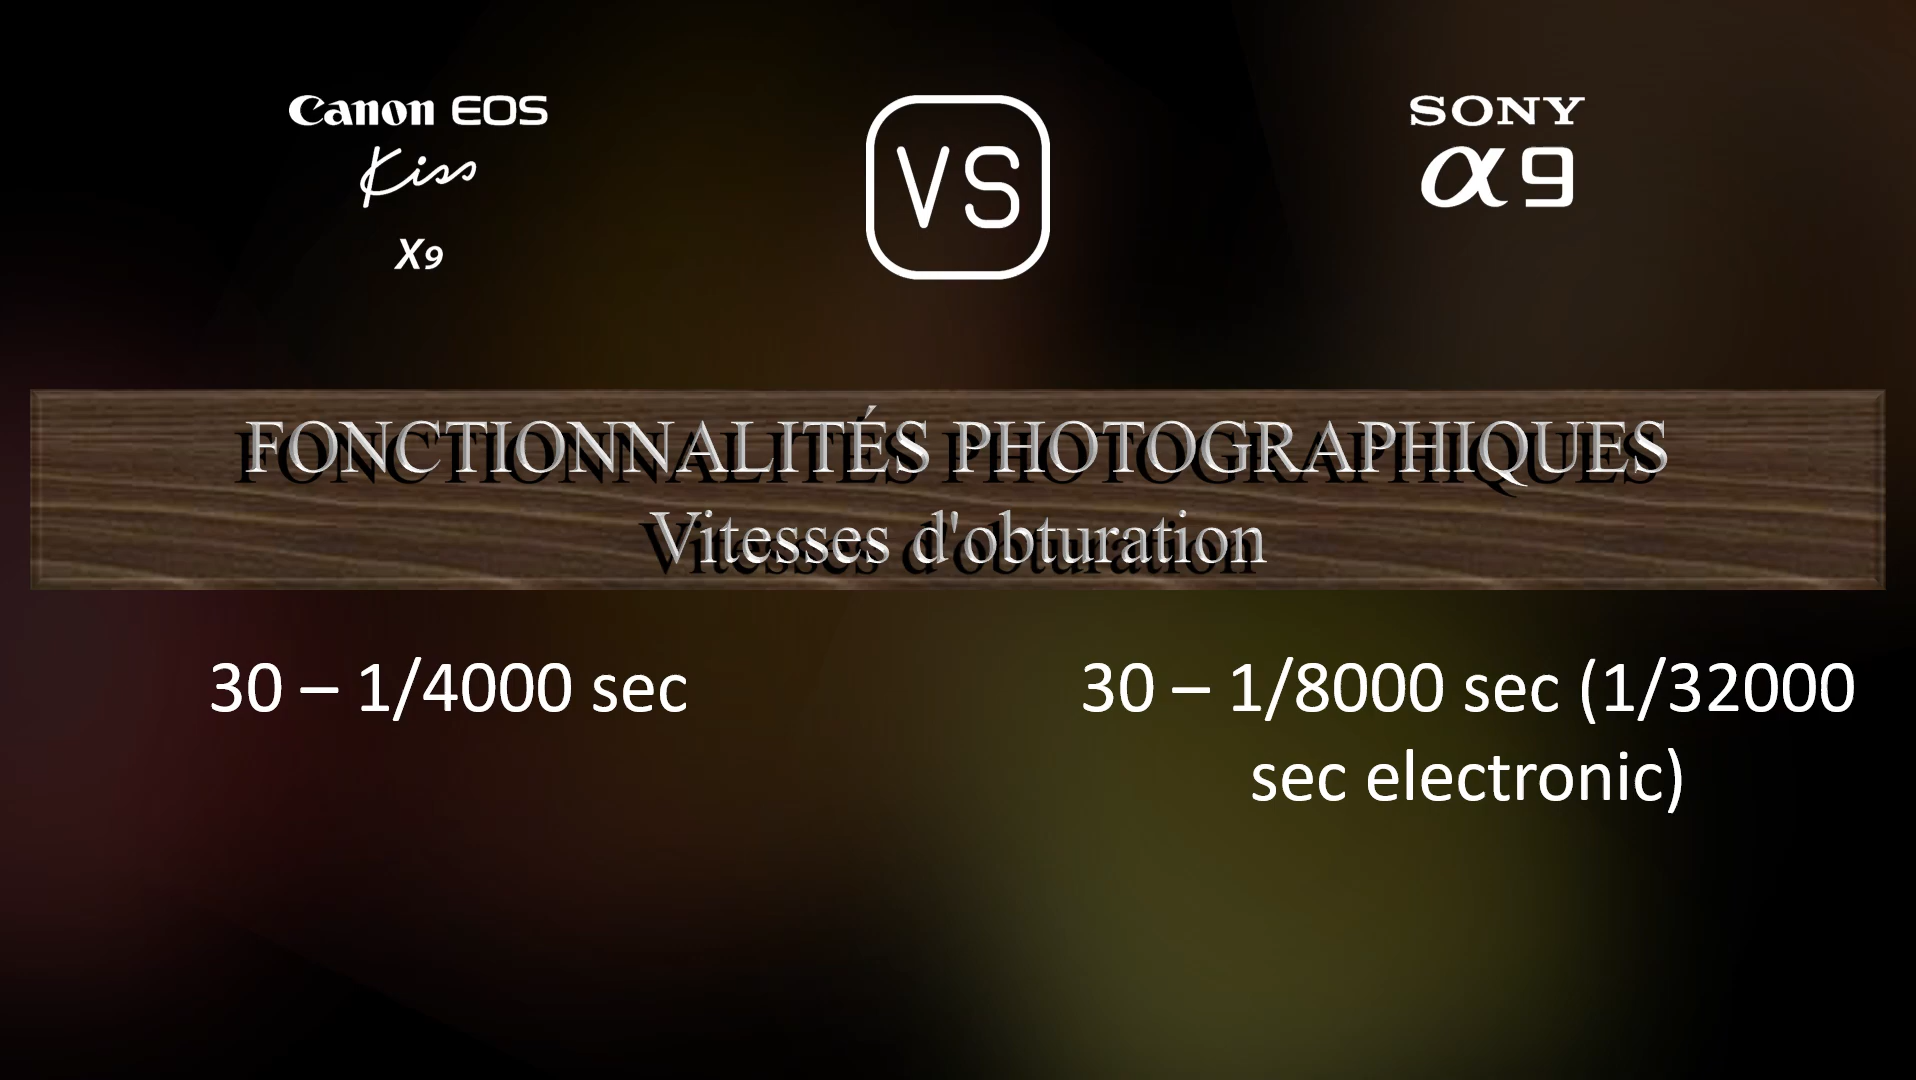 Canon EOS
Kiss
X9
VS
SONY
α9
FONCTIONNALITÉS PHOTOGRAPHIQUES
Vitesses d'obturation
30 – 1/4000 sec
30 – 1/8000 sec (1/32000
sec electronic)